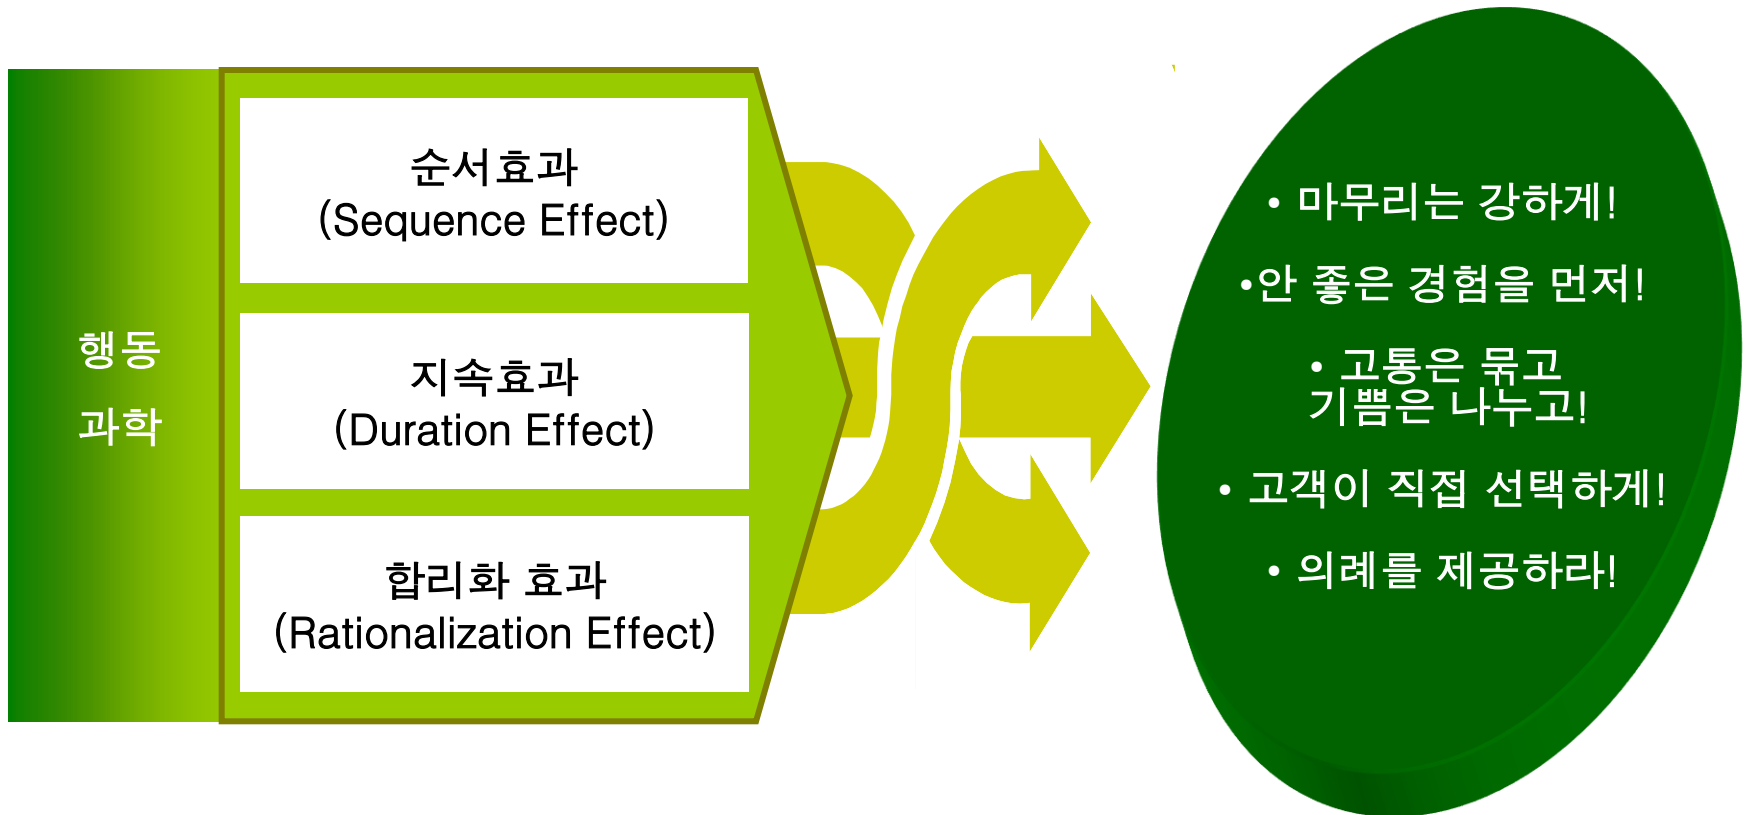 행동
과학
순서효과
(Sequence Effect)
지속효과
(Duration Effect)
합리화 효과
(Rationalization Effect)
• 마무리는 강하게!
•안 좋은 경험을 먼저!
• 고통은 묶고
기쁨은 나누고!
• 고객이 직접 선택하게!
• 의례를 제공하라!